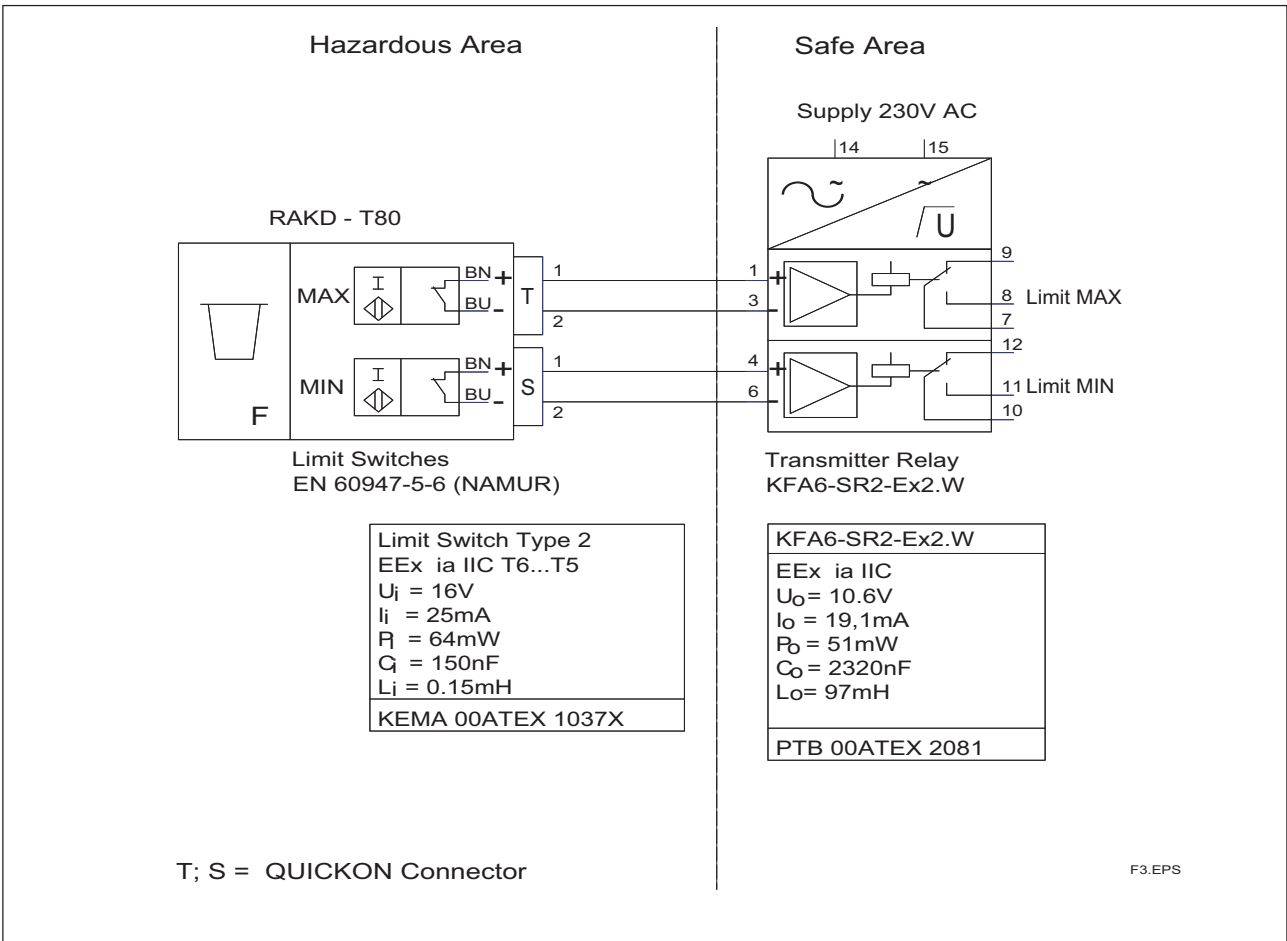 Hazardous Area
Safe Area
Supply 230V AC
14
15
~
~
U
RAKD - T80
F
MAX
I
BN +
BU -
T
1
2
MIN
I
BN +
BU -
S
1
2
1 +
3 -
9
8 Limit MAX
7
4 +
6 -
12
11 Limit MIN
10
Limit Switches
EN 60947-5-6 (NAMUR)
Transmitter Relay
KFA6-SR2-Ex2.W
Limit Switch Type 2
EEx ia IIC T6...T5
Ui = 16V
Ii = 25mA
Pi = 64mW
Ci = 150nF
Li = 0.15mH
KEMA 00ATEX 1037X
KFA6-SR2-Ex2.W
EEx ia IIC
Uo = 10.6V
Io = 19,1mA
Po = 51mW
Co = 2320nF
Lo = 97mH
PTB 00ATEX 2081
T; S = QUICKON Connector
F3.EPS